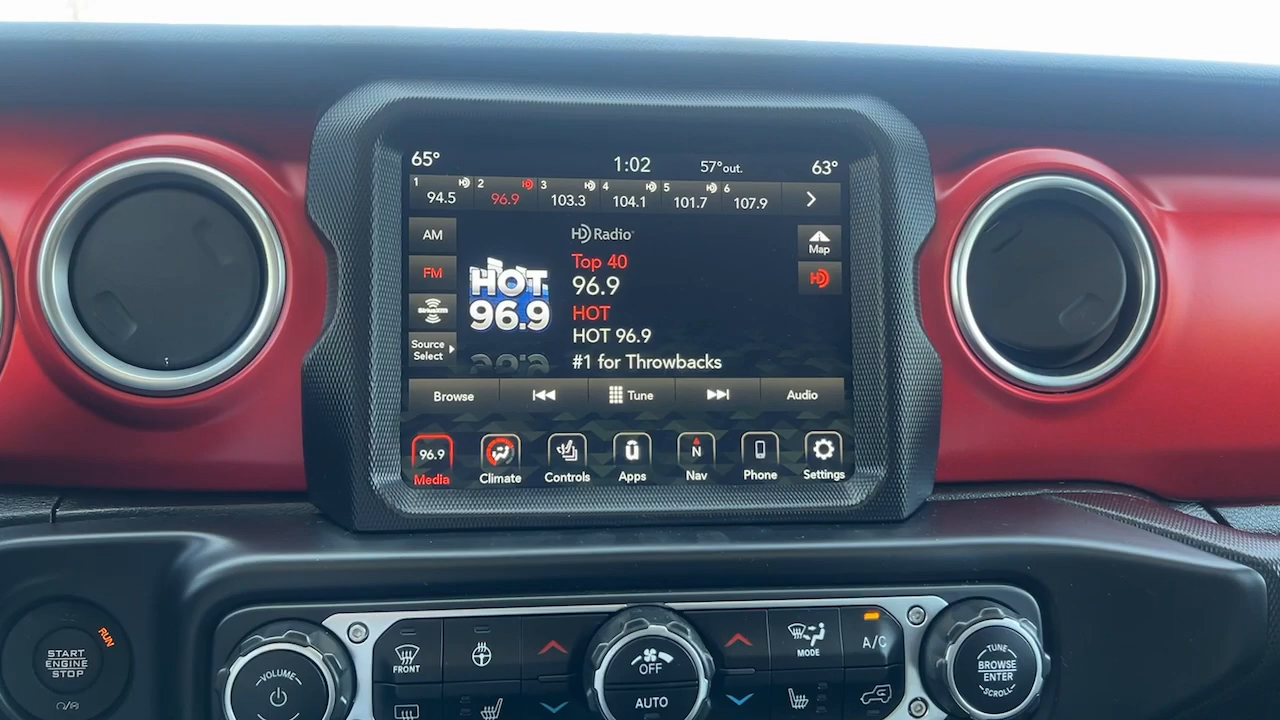 65° 1:02 57°out. 63°
1 2 3 4 5 6
94.5 96.9 103.3 104.1 101.7 107.9
AM
FM
SiriusXM
Source
Select
HOT
96.9
HD Radio
Top 40
96.9
HOT
HOT 96.9
#1 for Throwbacks
Map
HD
Browse Tune Audio
96.9 U N
Media Climate Controls Apps Nav Phone Settings
RUN
START
ENGINE
STOP
VOLUME
FRONT
OFF
AUTO
MODE
A/C
TUNE
BROWSE
ENTER
SCROLL